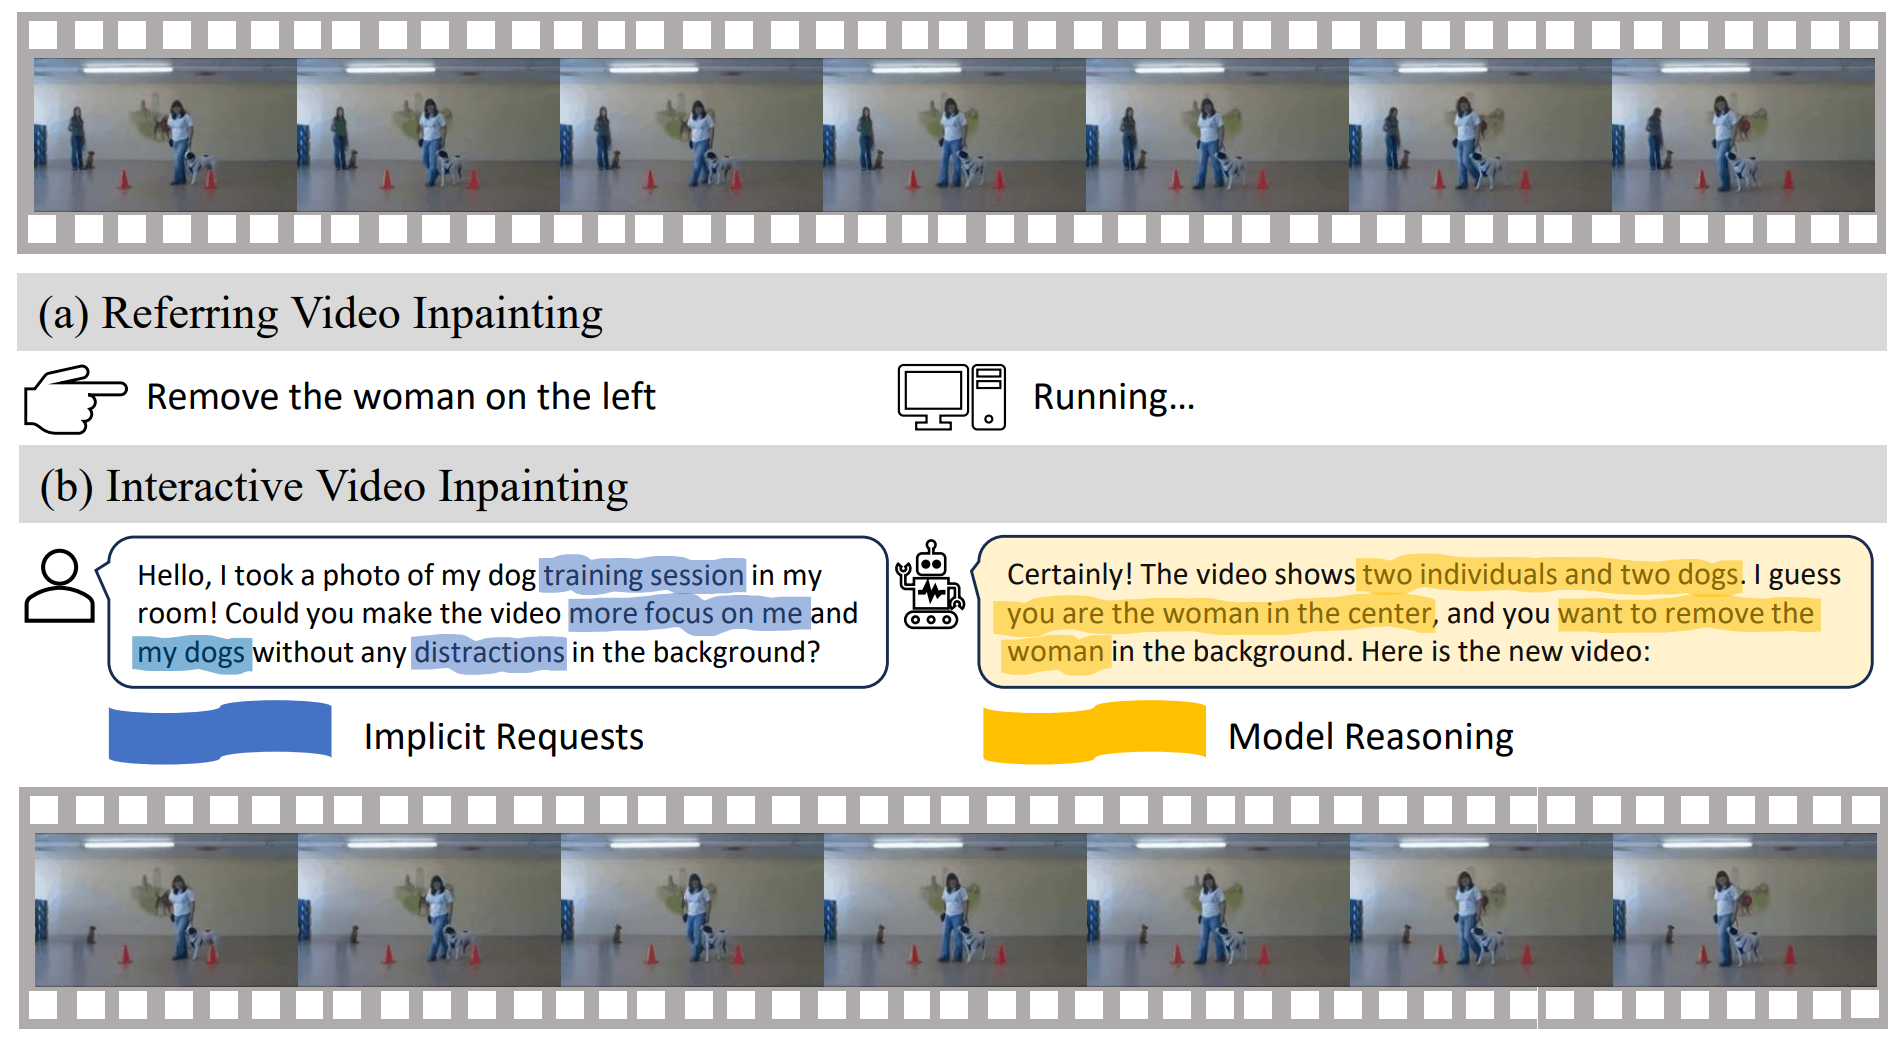 (a) Referring Video Inpainting
Remove the woman on the left
Running...
(b) Interactive Video Inpainting
Hello, I took a photo of my dog training session in my
room! Could you make the video more focus on me and
my dogs without any distractions in the background?
Certainly! The video shows two individuals and two dogs. I guess
you are the woman in the center, and you want to remove the
woman in the background. Here is the new video:
Implicit Requests
Model Reasoning